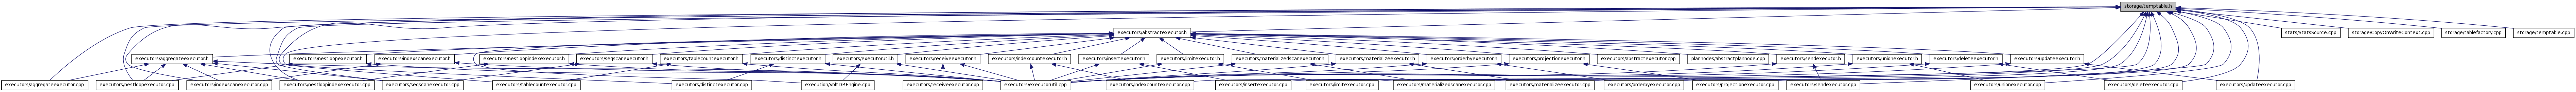 storage/temptable.h
executors/abstractexecutor.h
stats/StatsSource.cpp
storage/CopyOnWriteContext.cpp
storage/tablefactory.cpp
storage/temptable.cpp
executors/aggregateexecutor.h
executors/nestloopexecutor.h
executors/indexscanexecutor.h
executors/nestloopindexexecutor.h
executors/seqscanexecutor.h
executors/tablecountexecutor.h
executors/distinctexecutor.h
executors/executorutil.h
executors/receiveexecutor.h
executors/indexcountexecutor.h
executors/insertexecutor.h
executors/limitexecutor.h
executors/materializedscanexecutor.h
executors/materializeexecutor.h
executors/orderbyexecutor.h
executors/projectionexecutor.h
executors/abstractexecutor.cpp
plannodes/abstractplannode.cpp
executors/sendexecutor.h
executors/unionexecutor.h
executors/deleteexecutor.h
executors/updateexecutor.h
executors/aggregateexecutor.cpp
executors/nestloopexecutor.cpp
executors/indexscanexecutor.cpp
executors/nestloopindexexecutor.cpp
executors/seqscanexecutor.cpp
executors/tablecountexecutor.cpp
executors/distinctexecutor.cpp
execution/VoltDBEngine.cpp
executors/receiveexecutor.cpp
executors/executorutil.cpp
executors/indexcountexecutor.cpp
executors/insertexecutor.cpp
executors/limitexecutor.cpp
executors/materializedscanexecutor.cpp
executors/materializeexecutor.cpp
executors/orderbyexecutor.cpp
executors/projectionexecutor.cpp
executors/sendexecutor.cpp
executors/unionexecutor.cpp
executors/deleteexecutor.cpp
executors/updateexecutor.cpp